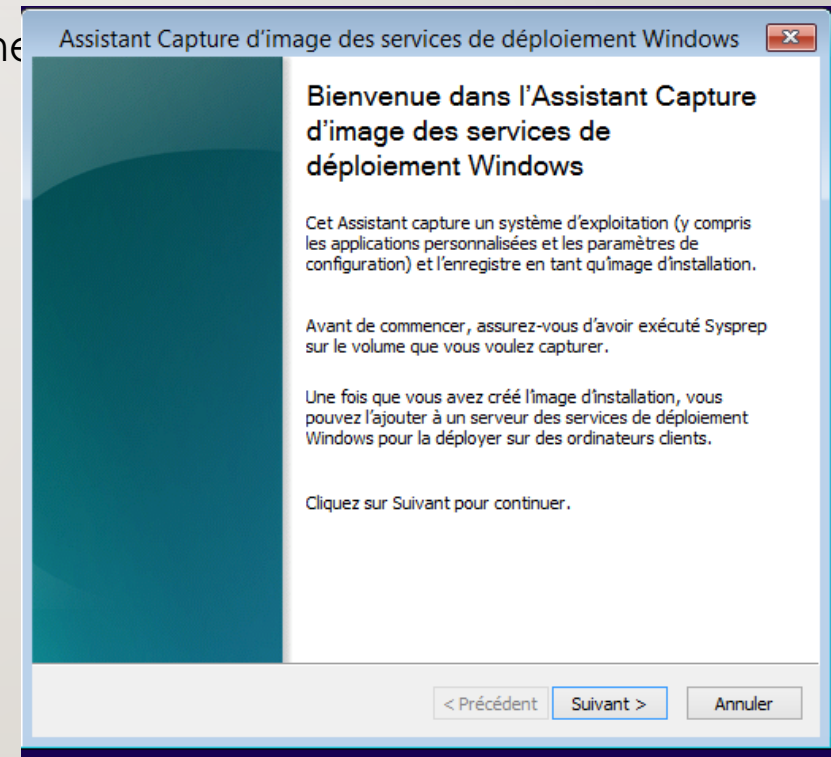 ne
Assistant Capture d'image des services de déploiement Windows
Bienvenue dans l'Assistant Capture
d'image des services de
déploiement Windows
Cet Assistant capture un système d'exploitation (y compris
les applications personnalisées et les paramètres de
configuration) et l'enregistre en tant qu'image d'installation.
Avant de commencer, assurez-vous d'avoir exécuté Sysprep
sur le volume que vous voulez capturer.
Une fois que vous avez créé l'image d'installation, vous
pouvez l'ajouter à un serveur des services de déploiement
Windows pour la déployer sur des ordinateurs clients.
Cliquez sur Suivant pour continuer.
< Précédent Suivant > Annuler